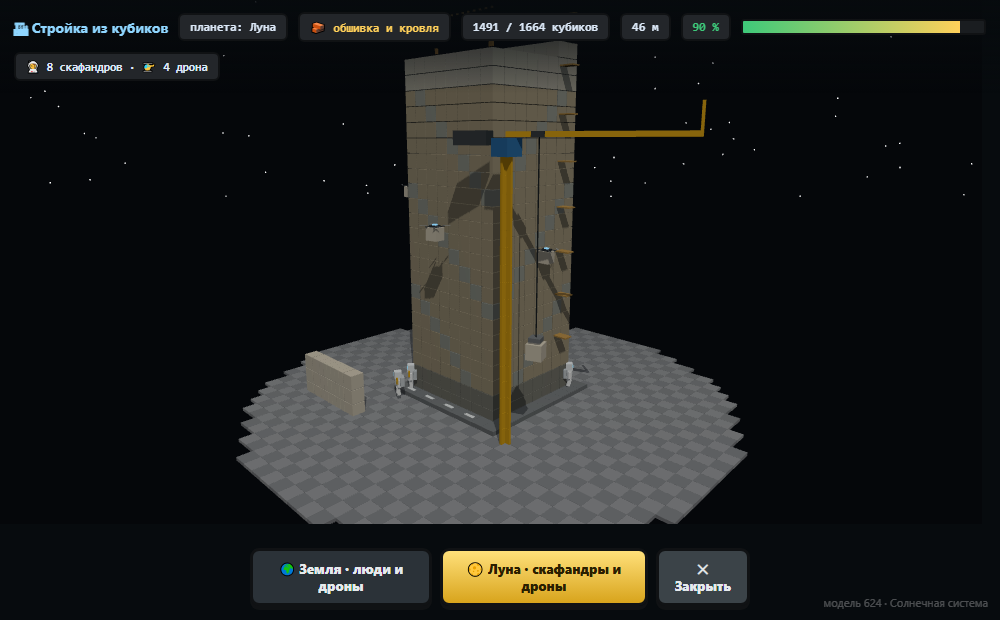 Стройка из кубиков
планета: Луна
обшивка и кровля
1491 / 1664 кубиков
46 м
90 %
8 скафандров · 4 дрона
Земля · люди и
дроны
Луна · скафандры и
дроны
Закрыть
модель 624 · Солнечная система